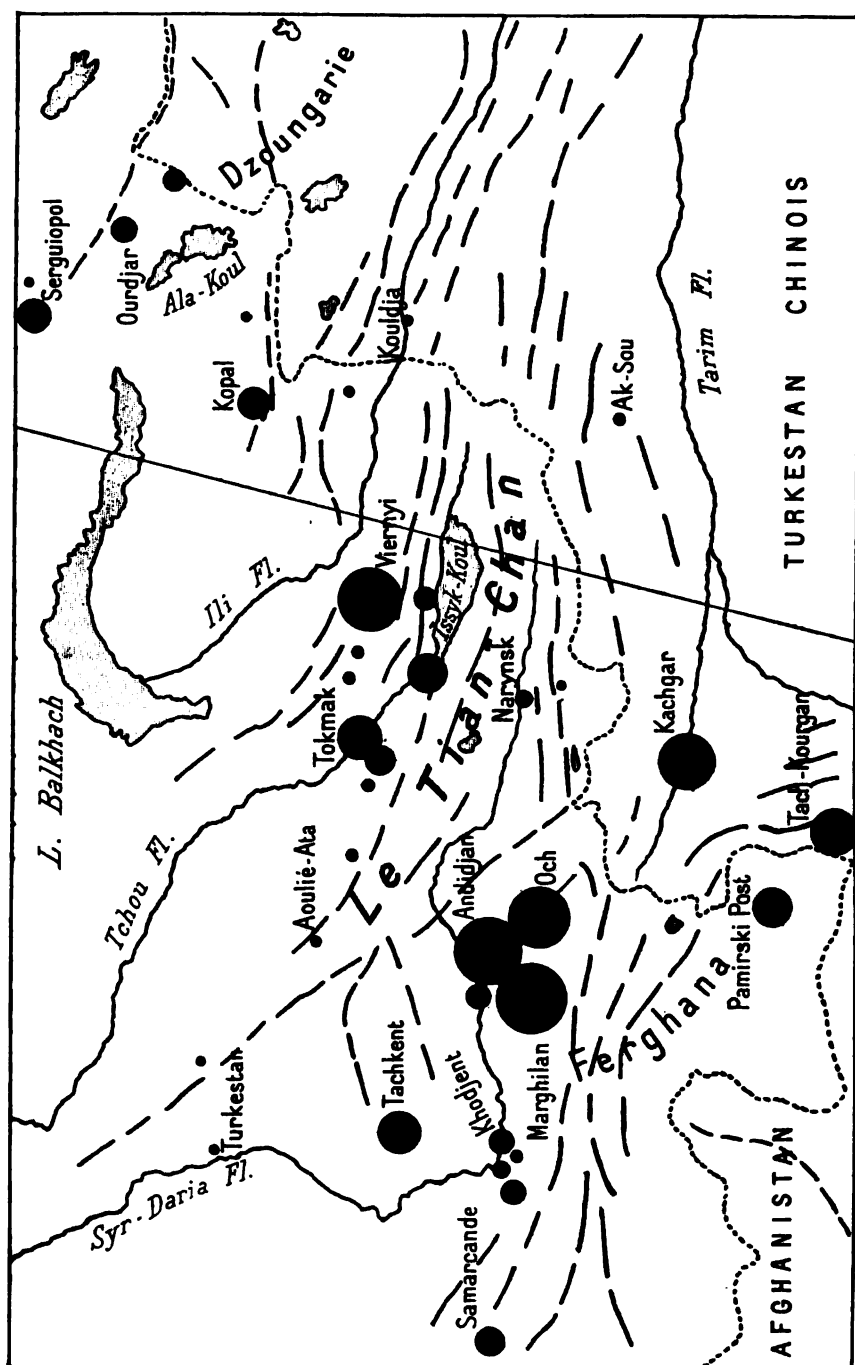 Serguiopol
Ourdjar
Ala-Koul
Dzoungarie
Kopal
Kouldja
L. Balkhach
Ili Fl.
Viernyi
Issyk-Koul
Tokmak
Tchou Fl.
Le Tian Chan
Narynsk
Ak-Sou
Tarim Fl.
TURKESTAN CHINOIS
Aoulié-Ata
Andidjan
Och
Kachgar
Tach-Kourgan
Turkestan
Tachkent
Khodjent
Marghilan
Ferghana
Pamirski Post
Syr-Daria Fl.
Samarcande
AFGHANISTAN